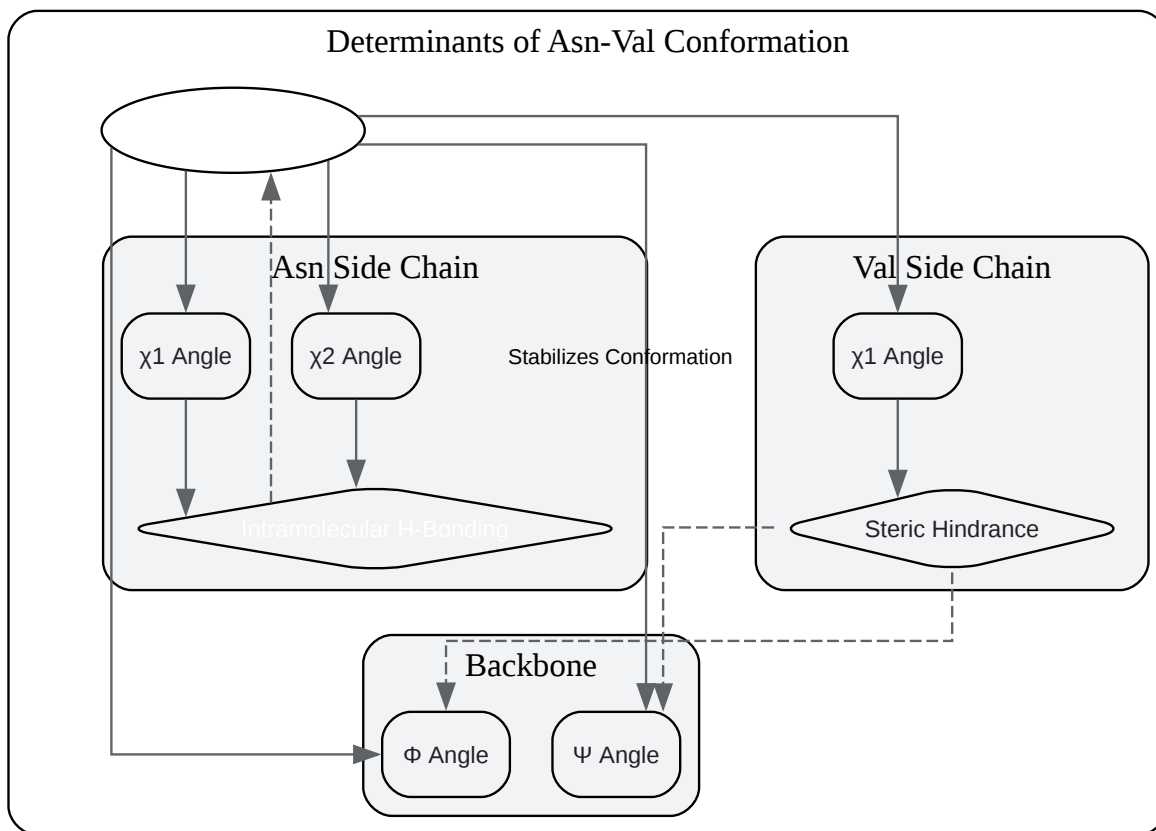 Determinants of Asn-Val Conformation
Asn Side Chain
Val Side Chain
χ1 Angle
χ2 Angle
Stabilizes Conformation
χ1 Angle
Intramolecular H-Bonding
Steric Hindrance
Backbone
Φ Angle
Ψ Angle